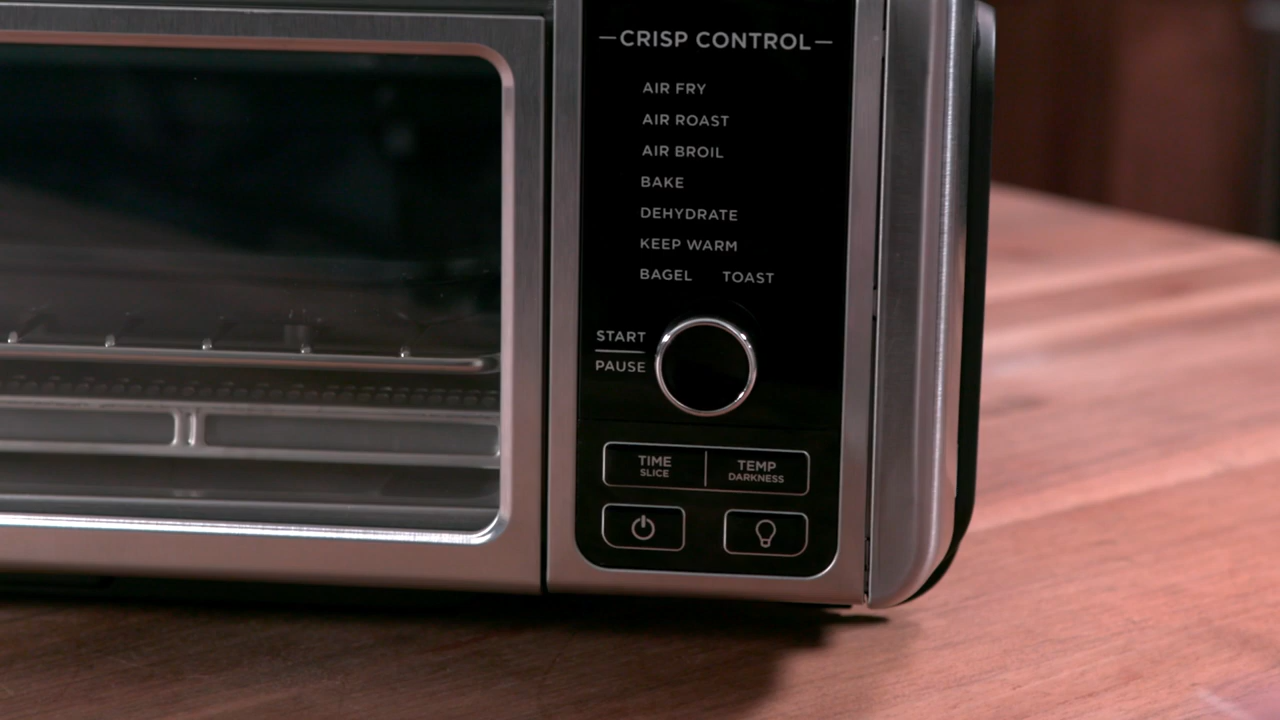 CRISP CONTROL
AIR FRY
AIR ROAST
AIR BROIL
BAKE
DEHYDRATE
KEEP WARM
BAGEL TOAST
START
PAUSE
TIME TEMP
SLICE DARKNESS